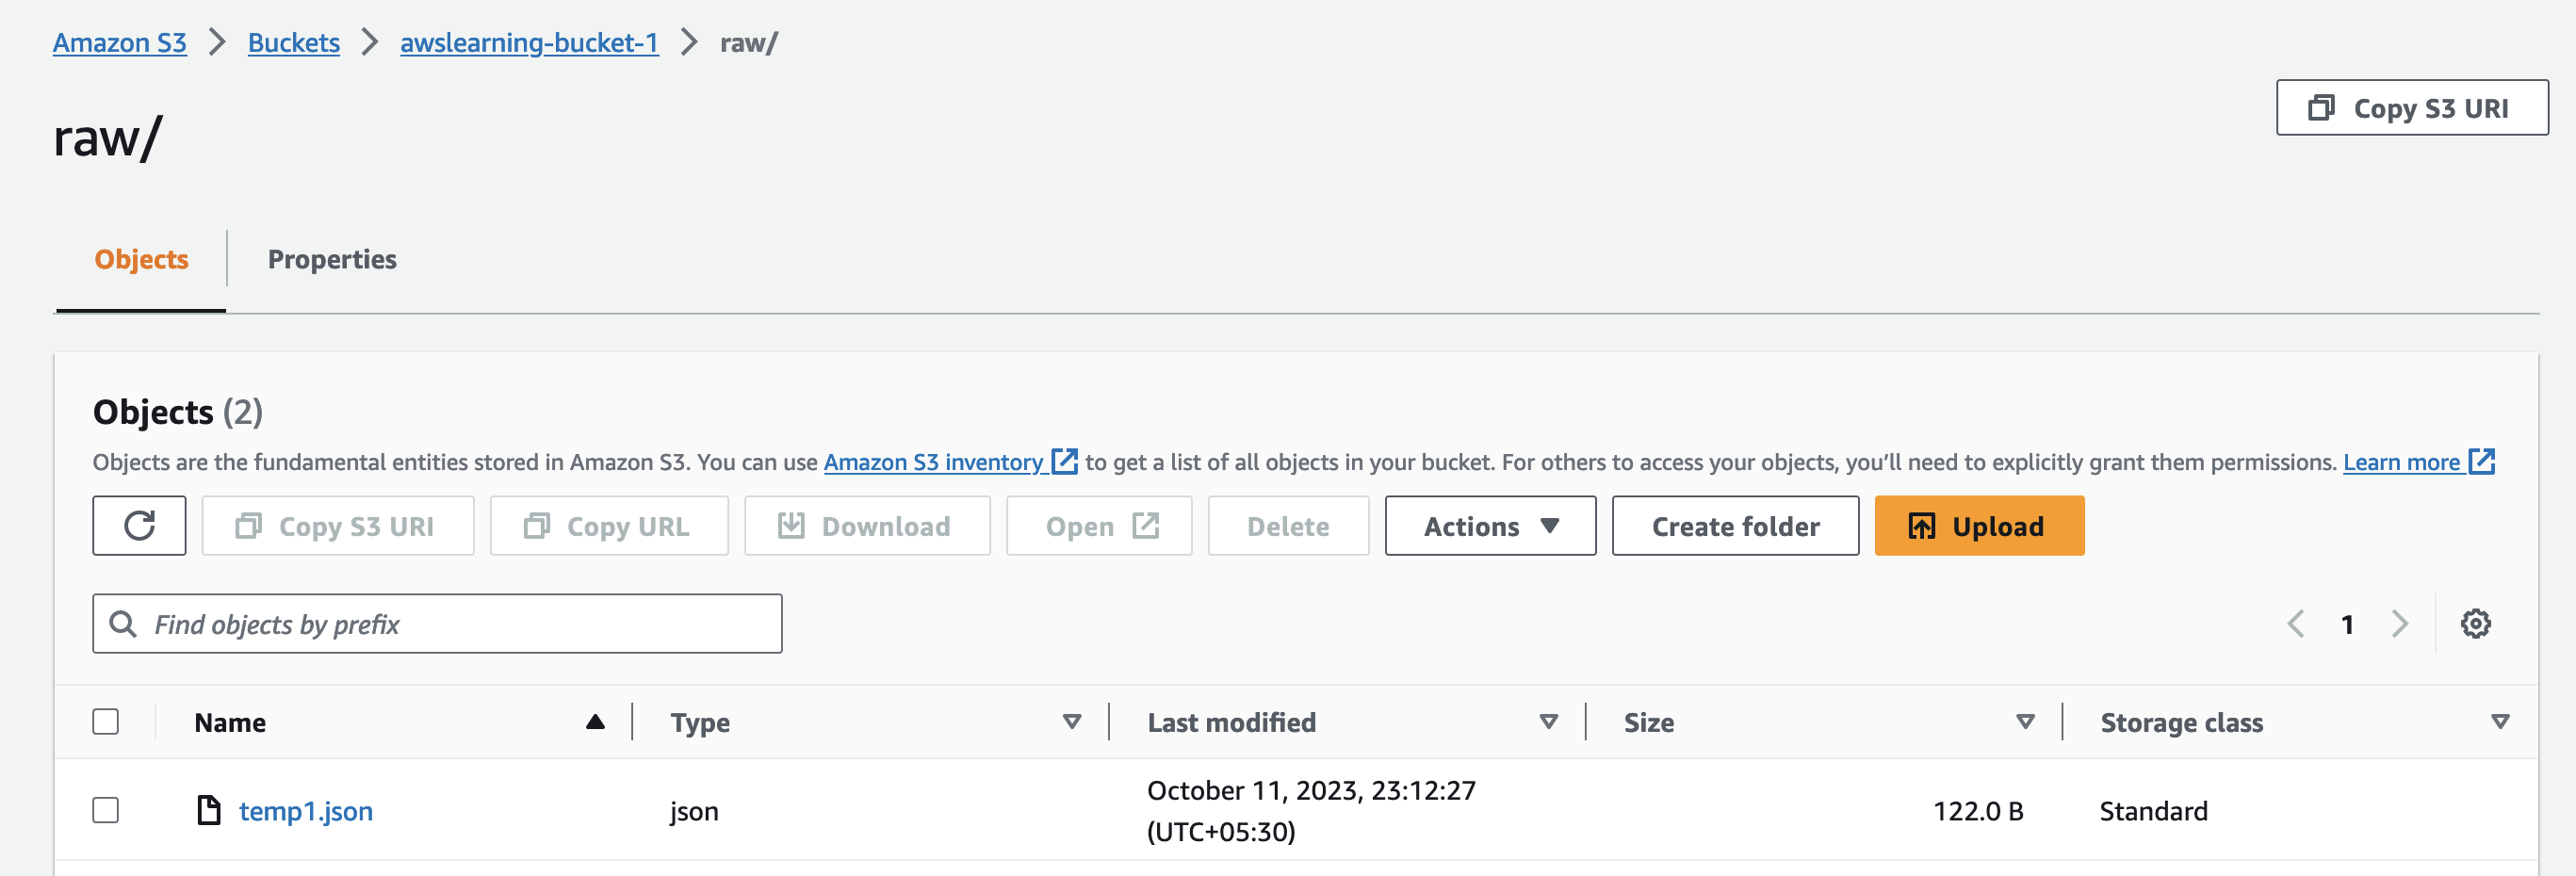 Amazon S3 > Buckets > awslearning-bucket-1 > raw/
Copy S3 URI
raw/
Objects Properties
Objects (2)
Objects are the fundamental entities stored in Amazon S3. You can use Amazon S3 inventory to get a list of all objects in your bucket. For others to access your objects, you’ll need to explicitly grant them permissions. Learn more
Copy S3 URI Copy URL Download Open Delete Actions Create folder Upload
Find objects by prefix
1
Name Type Last modified Size Storage class
temp1.json json October 11, 2023, 23:12:27 (UTC+05:30) 122.0 B Standard